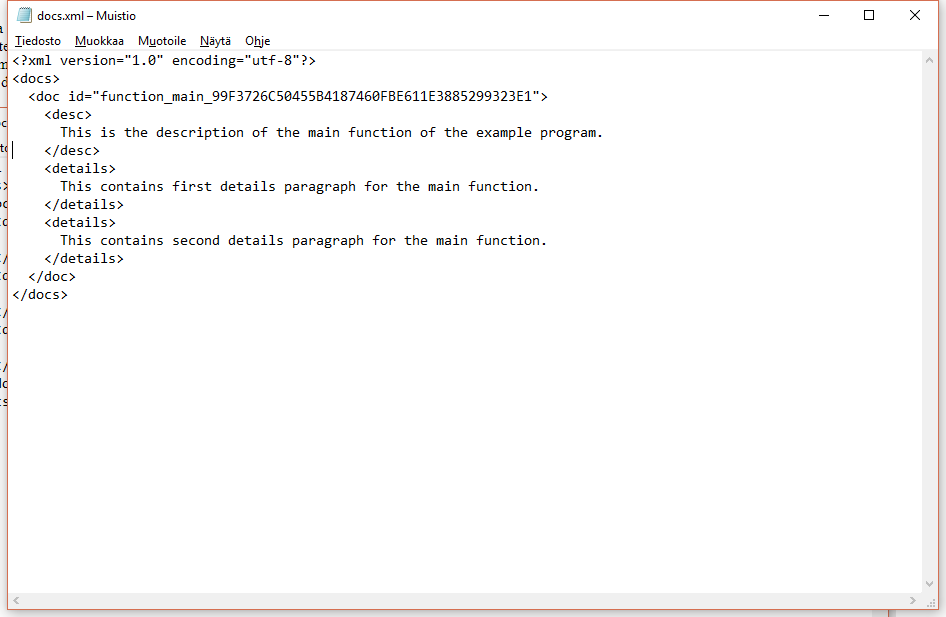 docs.xml – Muistio
Tiedosto Muokkaa Muotoile Näytä Ohje
<?xml version="1.0" encoding="utf-8"?>
<docs>
  <doc id="function_main_99F3726C50455B4187460FBE611E3885299323E1">
    <desc>
      This is the description of the main function of the example program.
    </desc>
    <details>
      This contains first details paragraph for the main function.
    </details>
    <details>
      This contains second details paragraph for the main function.
    </details>
  </doc>
</docs>